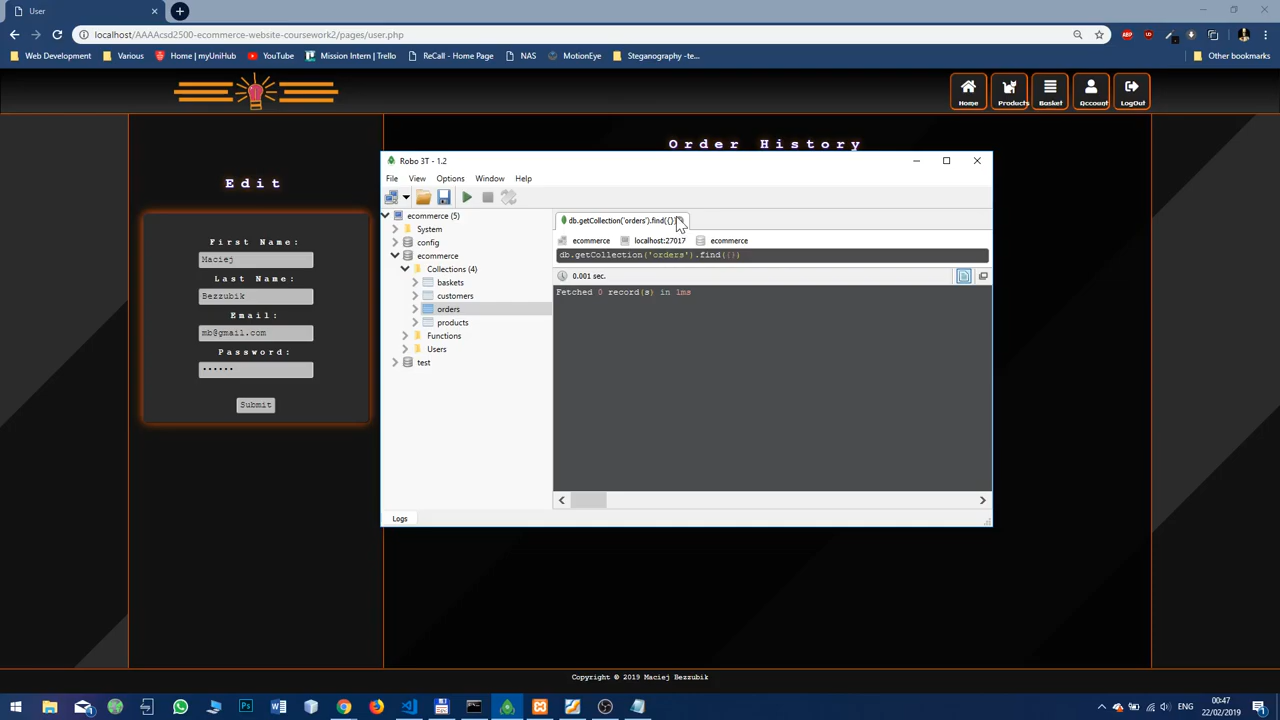 User
localhost/AAAAcsd2500-ecommerce-website-coursework2/pages/user.php
Web Development
Various
Home | myUniHub
YouTube
Mission Intern | Trello
ReCall - Home Page
NAS
MotionEye
Steganography -te...
Other bookmarks
Home
Products
Basket
Account
LogOut
Order History
Edit
First Name:
Maciej
Last Name:
Bezzubik
Email:
mb@gmail.com
Password:
••••••
Submit
Robo 3T - 1.2
File
View
Options
Window
Help
ecommerce (5)
System
config
ecommerce
Collections (4)
baskets
customers
orders
products
Functions
Users
test
db.getCollection('orders').find({})
ecommerce
localhost:27017
ecommerce
db.getCollection('orders').find({})
0.001 sec.
Fetched 0 record(s) in 1ms
Logs
Copyright © 2019 Maciej Bezzubik
ENG
00:47
22/02/2019